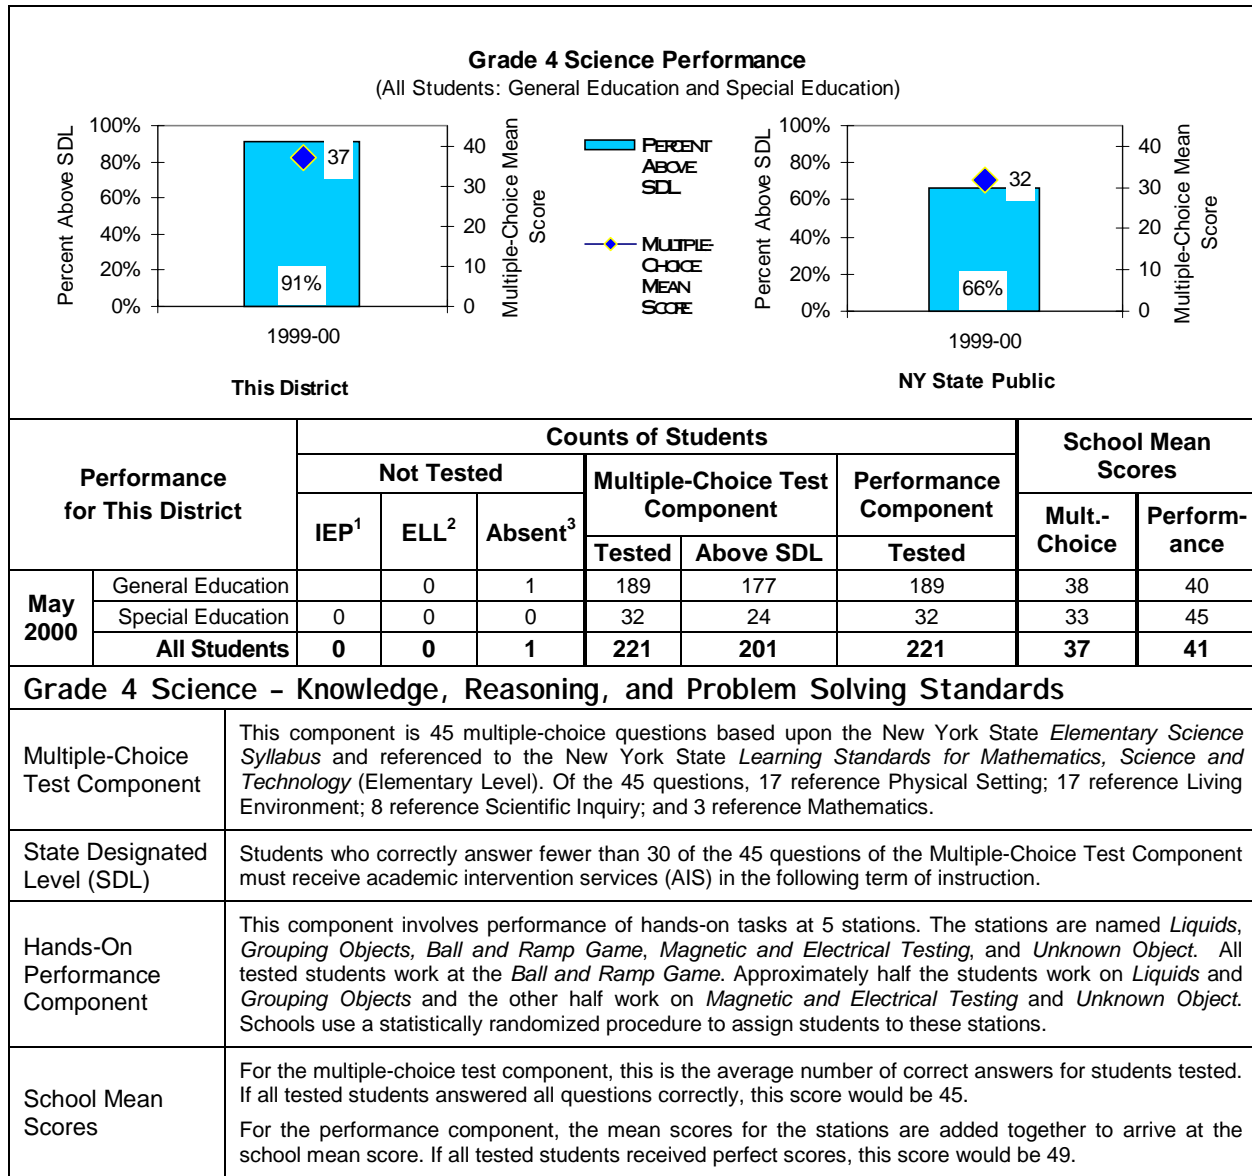 Grade 4 Science Performance
(All Students: General Education and Special Education)
Percent Above SDL
100%
80%
60%
40%
20%
0%
37
91%
1999-00
40
30
20
10
0
Multiple-Choice Mean
Score
This District
PERCENT
ABOVE
SDL
MULTIPLE-
CHOICE
MEAN
SCORE
Percent Above SDL
100%
80%
60%
40%
20%
0%
32
66%
1999-00
40
30
20
10
0
Multiple-Choice Mean
Score
NY State Public
Performance
for This District
Counts of Students
School Mean
Scores
Not Tested
Multiple-Choice Test
Component
Performance
Component
IEP1 ELL2 Absent3
Tested Above SDL Tested
Mult.-
Choice
Perform-
ance
May
2000
General Education 0 1 189 177 189 38 40
Special Education 0 0 0 32 24 32 33 45
All Students 0 0 1 221 201 221 37 41
Grade 4 Science – Knowledge, Reasoning, and Problem Solving Standards
Multiple-Choice
Test Component
This component is 45 multiple-choice questions based upon the New York State Elementary Science
Syllabus and referenced to the New York State Learning Standards for Mathematics, Science and
Technology (Elementary Level). Of the 45 questions, 17 reference Physical Setting; 17 reference Living
Environment; 8 reference Scientific Inquiry; and 3 reference Mathematics.
State Designated
Level (SDL)
Students who correctly answer fewer than 30 of the 45 questions of the Multiple-Choice Test Component
must receive academic intervention services (AIS) in the following term of instruction.
Hands-On
Performance
Component
This component involves performance of hands-on tasks at 5 stations. The stations are named Liquids,
Grouping Objects, Ball and Ramp Game, Magnetic and Electrical Testing, and Unknown Object. All
tested students work at the Ball and Ramp Game. Approximately half the students work on Liquids and
Grouping Objects and the other half work on Magnetic and Electrical Testing and Unknown Object.
Schools use a statistically randomized procedure to assign students to these stations.
School Mean
Scores
For the multiple-choice test component, this is the average number of correct answers for students tested.
If all tested students answered all questions correctly, this score would be 45.
For the performance component, the mean scores for the stations are added together to arrive at the
school mean score. If all tested students received perfect scores, this score would be 49.